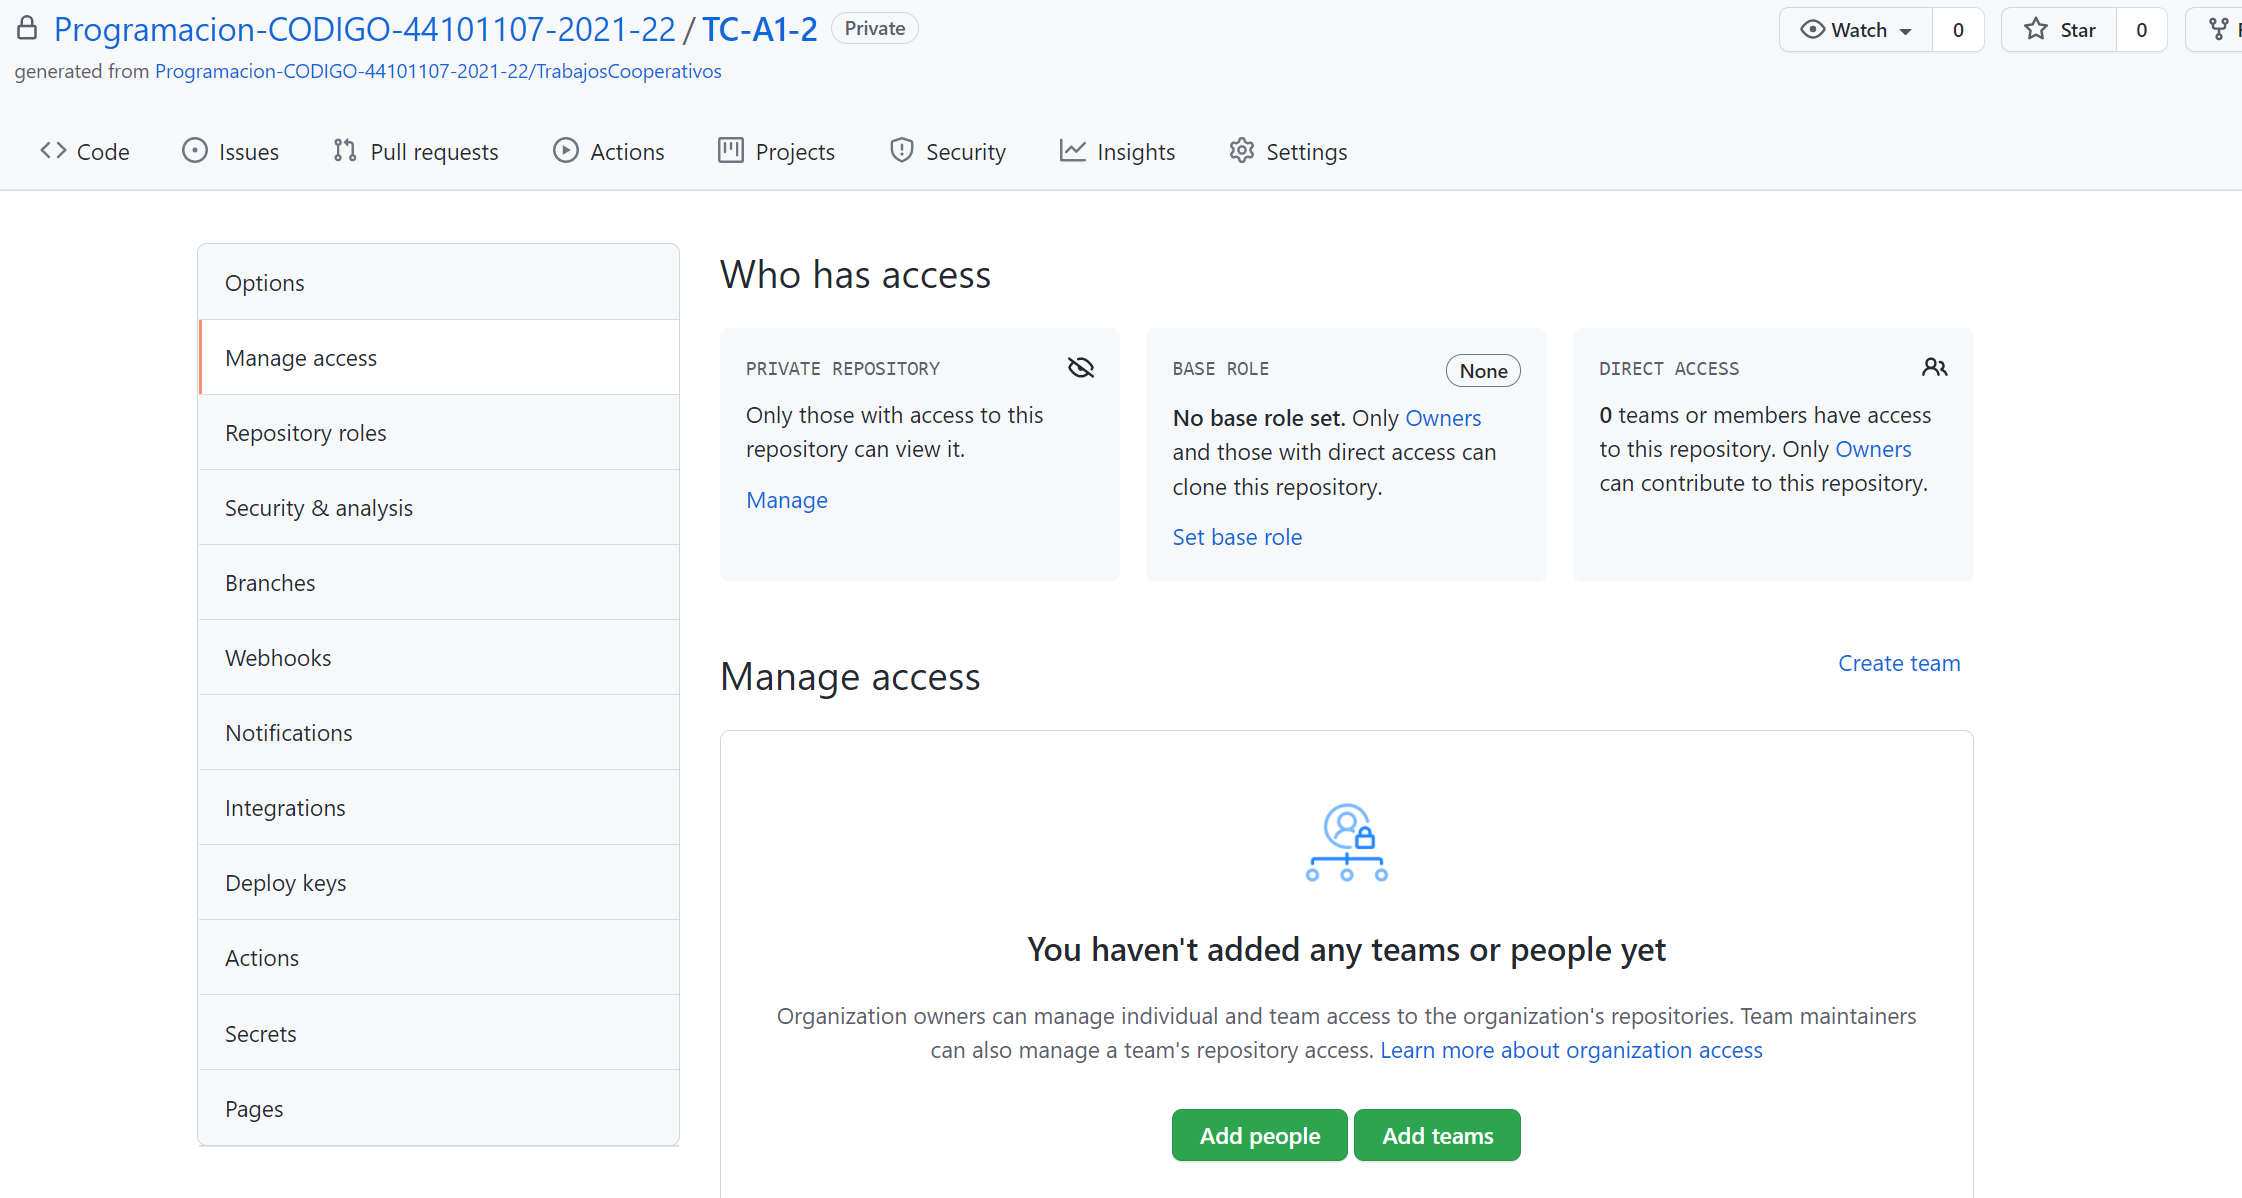 Programacion-CODIGO-44101107-2021-22 / TC-A1-2 Private
Watch 0 Star 0
generated from Programacion-CODIGO-44101107-2021-22/TrabajosCooperativos
Code Issues Pull requests Actions Projects Security Insights Settings
Options
Manage access
Repository roles
Security & analysis
Branches
Webhooks
Notifications
Integrations
Deploy keys
Actions
Secrets
Pages
Who has access
PRIVATE REPOSITORY
Only those with access to this
repository can view it.
Manage
BASE ROLE None
No base role set. Only Owners
and those with direct access can
clone this repository.
Set base role
DIRECT ACCESS
0 teams or members have access
to this repository. Only Owners
can contribute to this repository.
Manage access
Create team
You haven't added any teams or people yet
Organization owners can manage individual and team access to the organization's repositories. Team maintainers
can also manage a team's repository access. Learn more about organization access
Add people Add teams